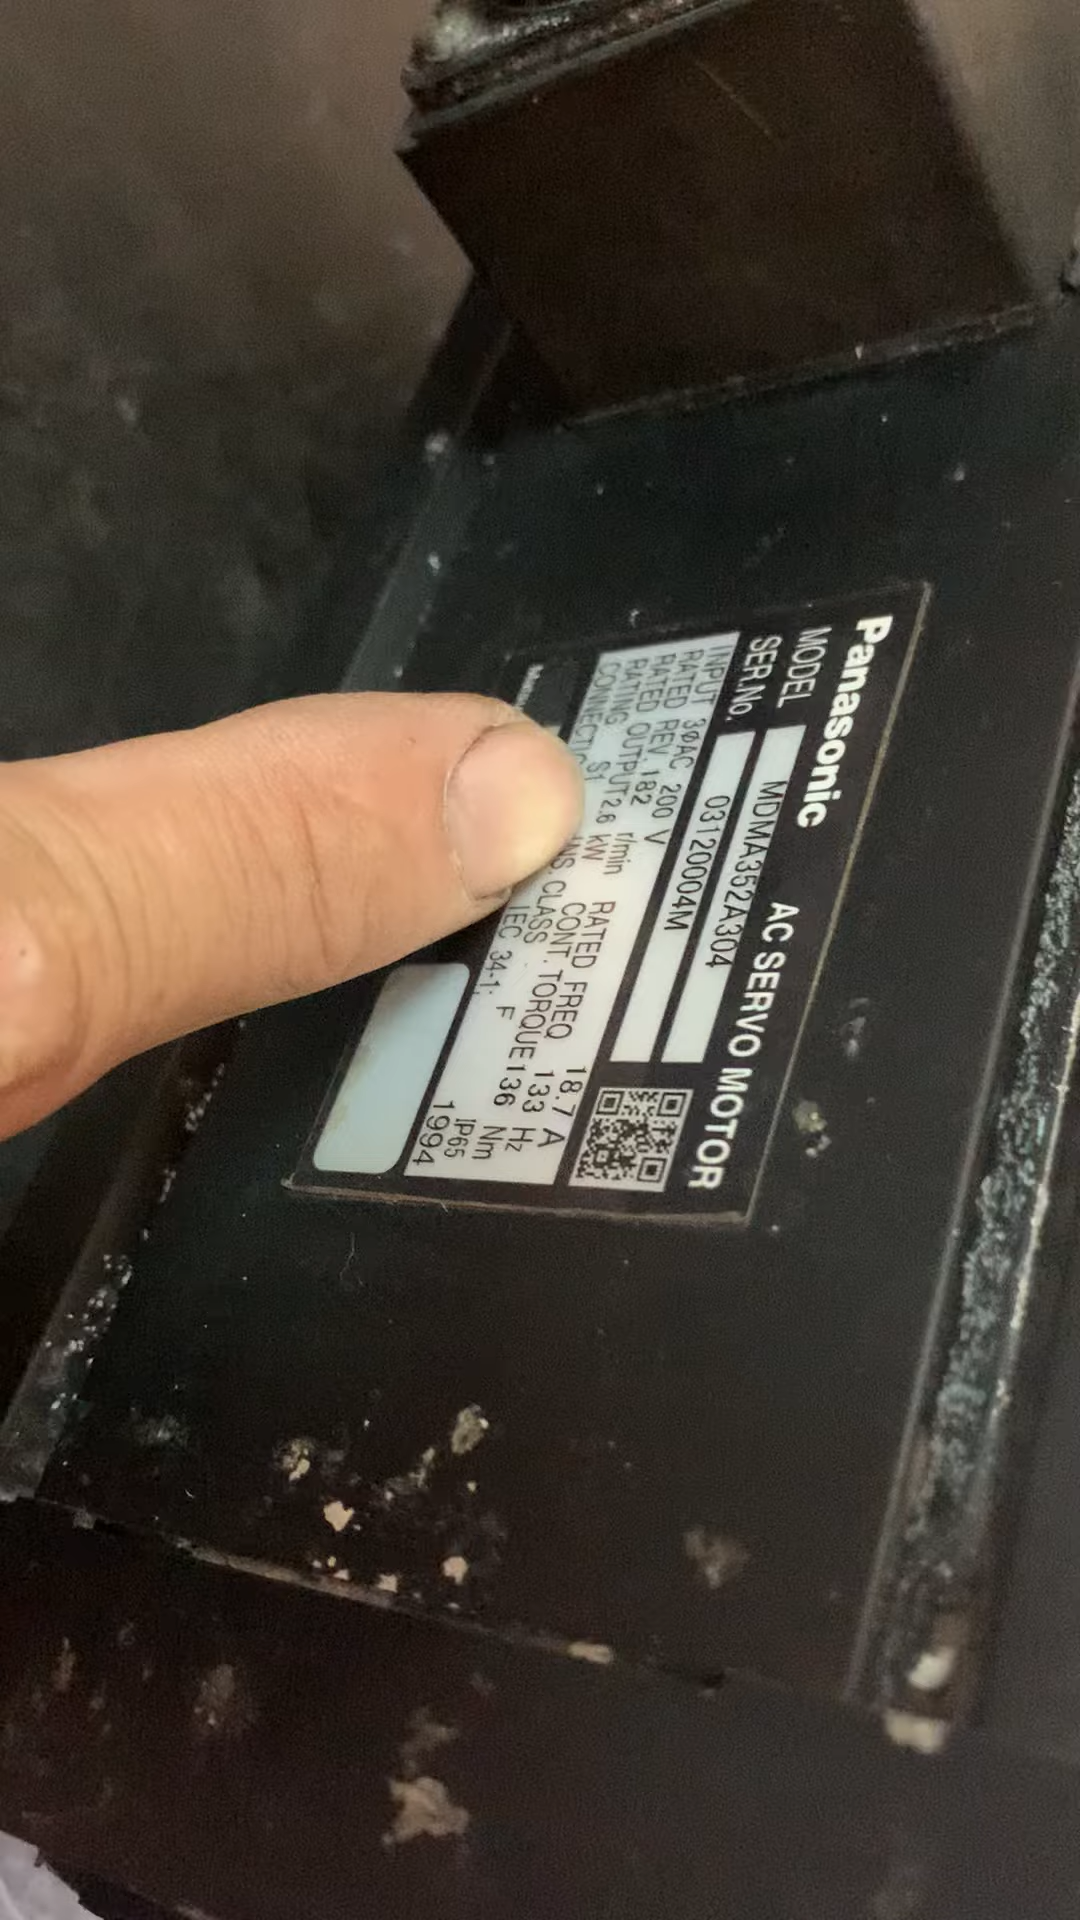 Panasonic AC SERVO MOTOR
MODEL MDMA352A304
SER.No. 03120004M
INPUT 3ØAC 200 V 18.7 A
RATED REV. 182 r/min RATED FREQ 133 Hz
RATED OUTPUT 2.6 kW CONT. TORQUE 136 Nm
RATING S1 INS. CLASS F IP65
IEC 34-1: 1994